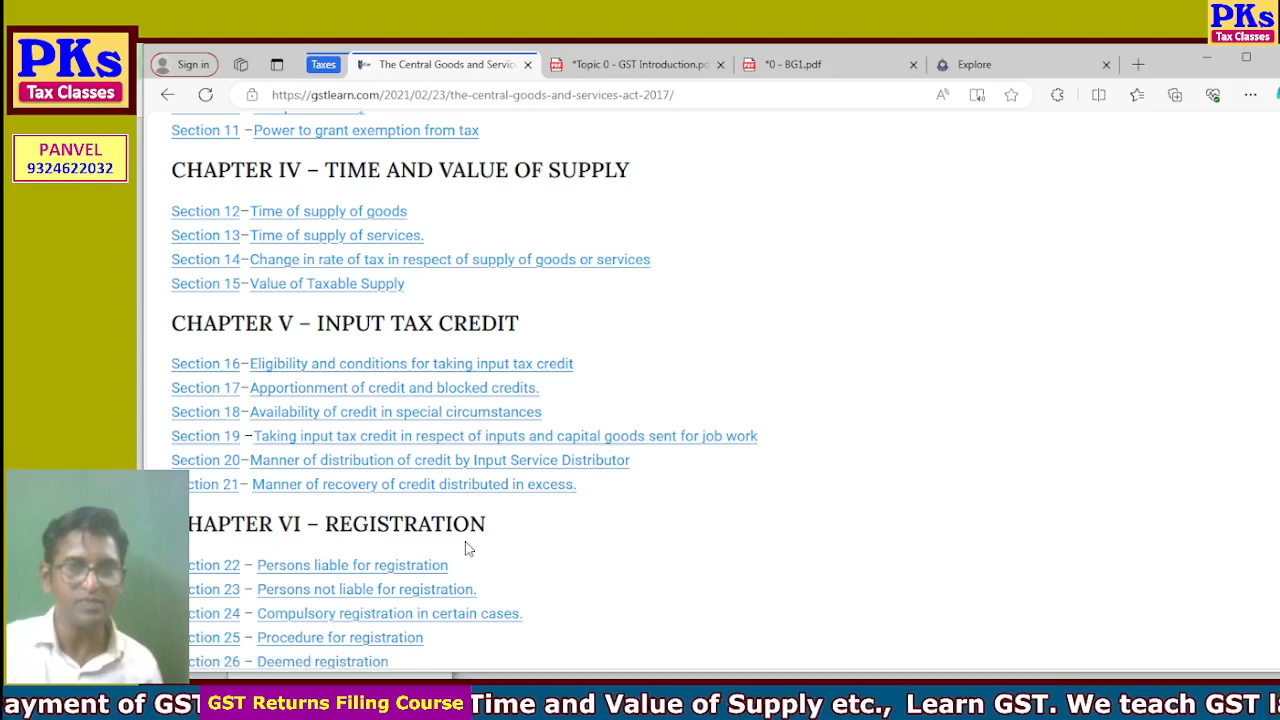 PKs
Tax Classes
PKs
Tax Classes
PANVEL
9324622032
Sign in
Taxes
The Central Goods and Servic
*Topic 0 - GST Introduction.p
*0 - BG1.pdf
Explore
https://gstlearn.com/2021/02/23/the-central-goods-and-services-act-2017/
Section 11 –Power to grant exemption from tax
CHAPTER IV – TIME AND VALUE OF SUPPLY
Section 12–Time of supply of goods
Section 13–Time of supply of services.
Section 14–Change in rate of tax in respect of supply of goods or services
Section 15–Value of Taxable Supply
CHAPTER V – INPUT TAX CREDIT
Section 16–Eligibility and conditions for taking input tax credit
Section 17–Apportionment of credit and blocked credits.
Section 18–Availability of credit in special circumstances
Section 19 –Taking input tax credit in respect of inputs and capital goods sent for job work
Section 20–Manner of distribution of credit by Input Service Distributor
ction 21– Manner of recovery of credit distributed in excess.
HAPTER VI – REGISTRATION
ction 22 – Persons liable for registration
ction 23 – Persons not liable for registration.
ction 24 – Compulsory registration in certain cases.
ction 25 – Procedure for registration
ction 26 – Deemed registration
ayment of GST GST Returns Filing Course Time and Value of Supply etc., Learn GST. We teach GST